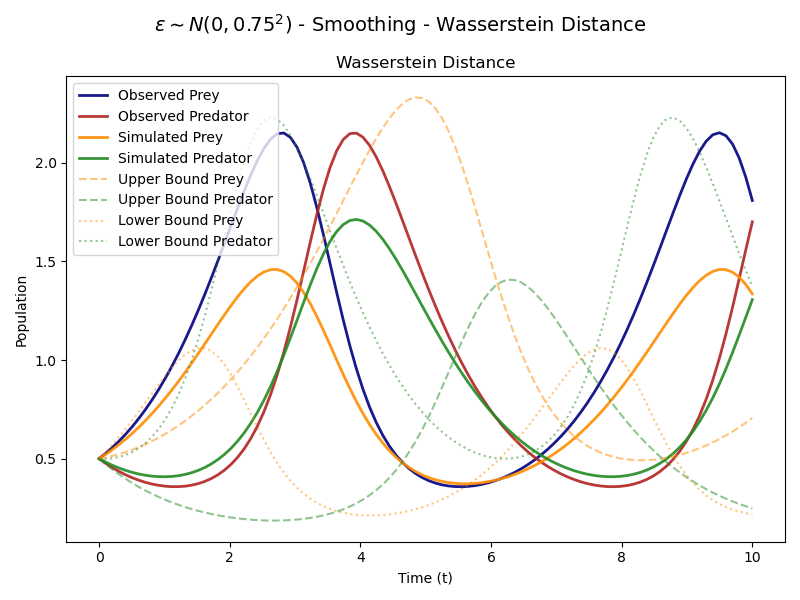 ε ~ N(0, 0.75²) - Smoothing - Wasserstein Distance
Wasserstein Distance
Observed Prey
Observed Predator
Simulated Prey
Simulated Predator
Upper Bound Prey
Upper Bound Predator
Lower Bound Prey
Lower Bound Predator
Population
2.0
1.5
1.0
0.5
0 2 4 6 8 10
Time (t)